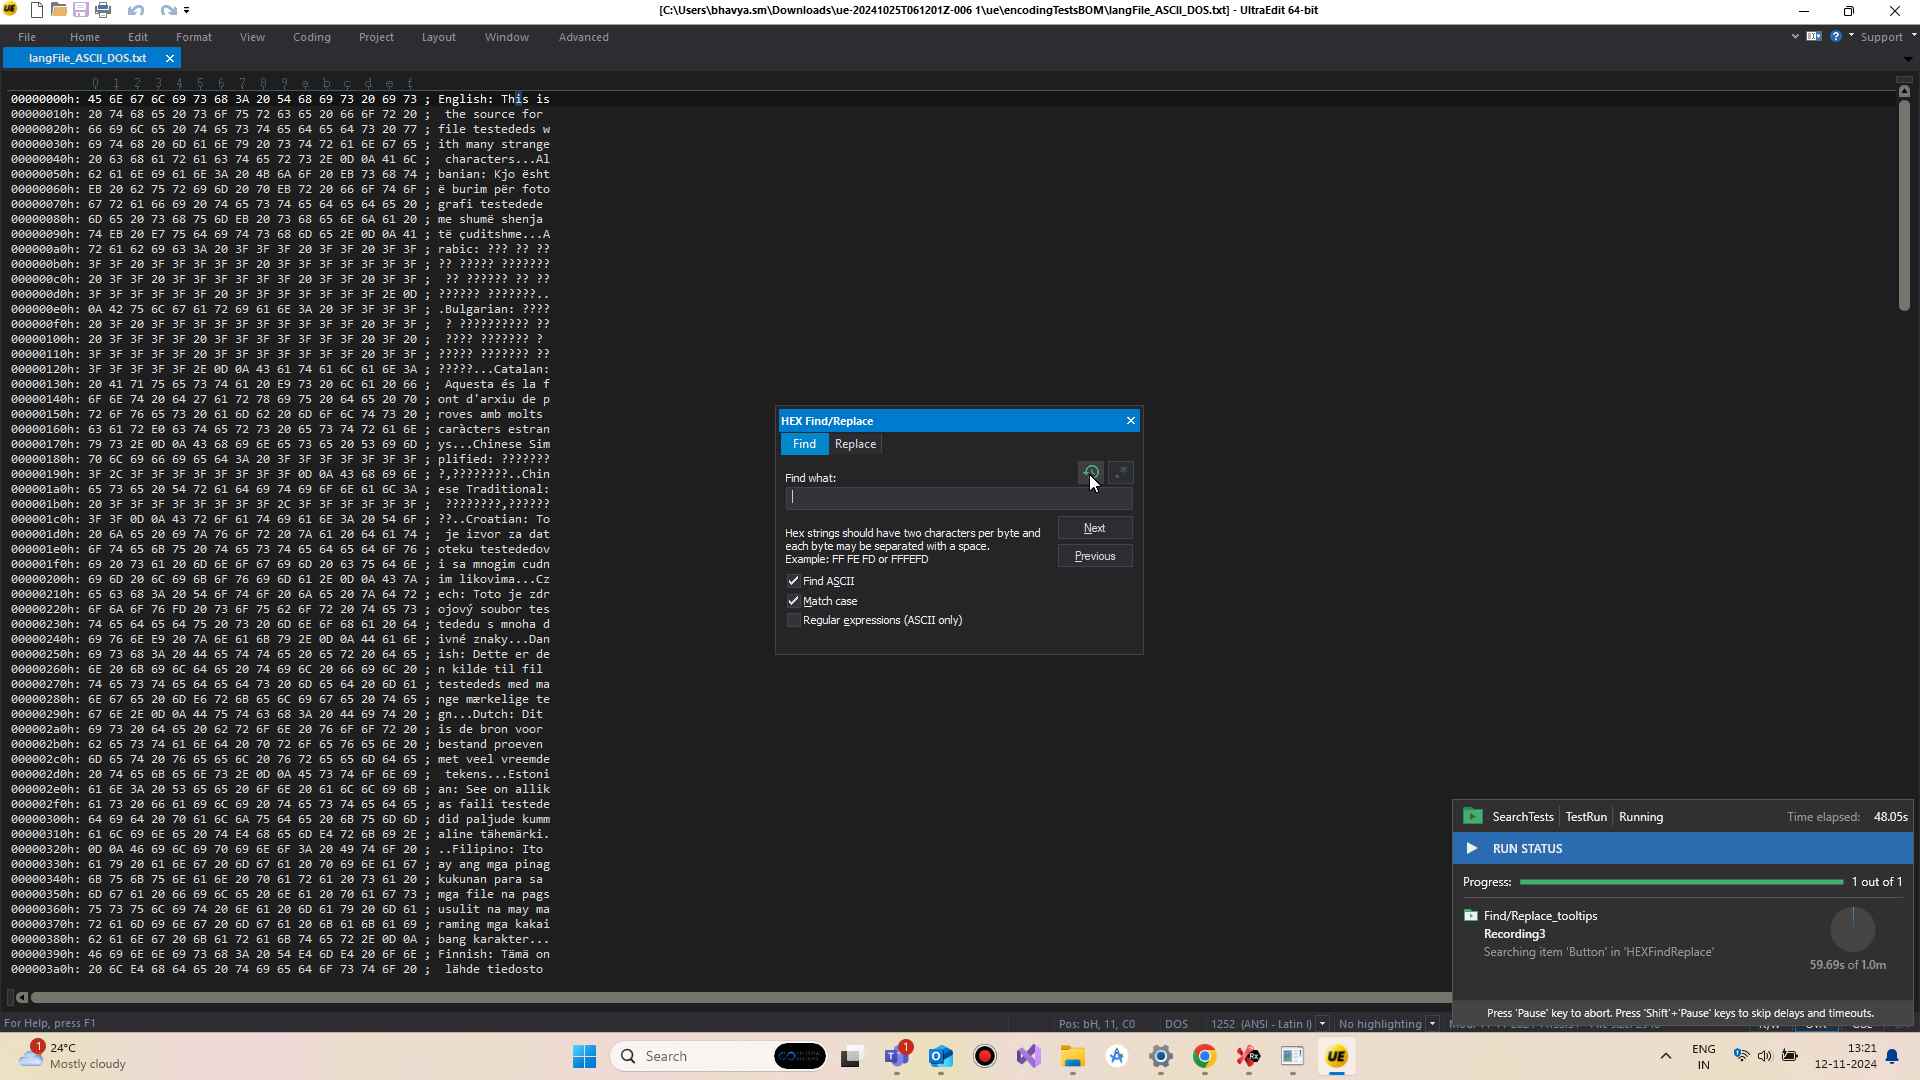 [C:\Users\bhavya.sm\Downloads\ue-20241025T061201Z-006 1\ue\encodingTestsBOM\langFile_ASCII_DOS.txt] - UltraEdit 64-bit
File Home Edit Format View Coding Project Layout Window Advanced Support
langFile_ASCII_DOS.txt
0 1 2 3 4 5 6 7 8 9 a b c d e f
00000000h: 45 6E 67 6C 69 73 68 3A 20 54 68 69 73 20 69 73 ; English: This is
00000010h: 20 74 68 65 20 73 6F 75 72 63 65 20 66 6F 72 20 ;  the source for
00000020h: 66 69 6C 65 20 74 65 73 74 65 64 65 64 73 20 77 ; file testededs w
00000030h: 69 74 68 20 6D 61 6E 79 20 73 74 72 61 6E 67 65 ; ith many strange
00000040h: 20 63 68 61 72 61 63 74 65 72 73 2E 0D 0A 41 6C ;  characters...Al
00000050h: 62 61 6E 69 61 6E 3A 20 4B 6A 6F 20 EB 73 68 74 ; banian: Kjo ësht
00000060h: EB 20 62 75 72 69 6D 20 70 EB 72 20 66 6F 74 6F ; ë burim për foto
00000070h: 67 72 61 66 69 20 74 65 73 74 65 64 65 64 65 20 ; grafi testedede
00000080h: 6D 65 20 73 68 75 6D EB 20 73 68 65 6E 6A 61 20 ; me shumë shenja
00000090h: 74 EB 20 E7 75 64 69 74 73 68 6D 65 2E 0D 0A 41 ; të çuditshme...A
000000a0h: 72 61 62 69 63 3A 20 3F 3F 3F 20 3F 3F 20 3F 3F ; rabic: ??? ?? ??
000000b0h: 3F 3F 20 3F 3F 3F 3F 3F 20 3F 3F 3F 3F 3F 3F 3F ; ?? ????? ???????
000000c0h: 20 3F 3F 20 3F 3F 3F 3F 3F 3F 20 3F 3F 20 3F 3F ;  ?? ?????? ?? ??
000000d0h: 3F 3F 3F 3F 3F 3F 20 3F 3F 3F 3F 3F 3F 3F 2E 0D ; ?????? ???????..
000000e0h: 0A 42 75 6C 67 61 72 69 61 6E 3A 20 3F 3F 3F 3F ; .Bulgarian: ????
000000f0h: 20 3F 20 3F 3F 3F 3F 3F 3F 3F 3F 3F 3F 20 3F 3F ;  ? ?????????? ??
00000100h: 20 3F 3F 3F 3F 20 3F 3F 3F 3F 3F 3F 3F 20 3F 20 ;  ???? ??????? ?
00000110h: 3F 3F 3F 3F 3F 20 3F 3F 3F 3F 3F 3F 3F 20 3F 3F ; ????? ??????? ??
00000120h: 3F 3F 3F 3F 3F 2E 0D 0A 43 61 74 61 6C 61 6E 3A ; ?????...Catalan:
00000130h: 20 41 71 75 65 73 74 61 20 E9 73 20 6C 61 20 66 ;  Aquesta és la f
00000140h: 6F 6E 74 20 64 27 61 72 78 69 75 20 64 65 20 70 ; ont d'arxiu de p
00000150h: 72 6F 76 65 73 20 61 6D 62 20 6D 6F 6C 74 73 20 ; roves amb molts
00000160h: 63 61 72 E0 63 74 65 72 73 20 65 73 74 72 61 6E ; caràcters estran
00000170h: 79 73 2E 0D 0A 43 68 69 6E 65 73 65 20 53 69 6D ; ys...Chinese Sim
00000180h: 70 6C 69 66 69 65 64 3A 20 3F 3F 3F 3F 3F 3F 3F ; plified: ???????
00000190h: 3F 2C 3F 3F 3F 3F 3F 3F 3F 3F 0D 0A 43 68 69 6E ; ?,????????..Chin
000001a0h: 65 73 65 20 54 72 61 64 69 74 69 6F 6E 61 6C 3A ; ese Traditional:
000001b0h: 20 3F 3F 3F 3F 3F 3F 3F 3F 2C 3F 3F 3F 3F 3F 3F ;  ????????,??????
000001c0h: 3F 3F 0D 0A 43 72 6F 61 74 69 61 6E 3A 20 54 6F ; ??..Croatian: To
000001d0h: 20 6A 65 20 69 7A 76 6F 72 20 7A 61 20 64 61 74 ;  je izvor za dat
000001e0h: 6F 74 65 6B 75 20 74 65 73 74 65 64 65 64 6F 76 ; oteku testededov
000001f0h: 69 20 73 61 20 6D 6E 6F 67 69 6D 20 63 75 64 6E ; i sa mnogim cudn
00000200h: 69 6D 20 6C 69 6B 6F 76 69 6D 61 2E 0D 0A 43 7A ; im likovima...Cz
00000210h: 65 63 68 3A 20 54 6F 74 6F 20 6A 65 20 7A 64 72 ; ech: Toto je zdr
00000220h: 6F 6A 6F 76 FD 20 73 6F 75 62 6F 72 20 74 65 73 ; ojový soubor tes
00000230h: 74 65 64 65 64 75 20 73 20 6D 6E 6F 68 61 20 64 ; tededu s mnoha d
00000240h: 69 76 6E E9 20 7A 6E 61 6B 79 2E 0D 0A 44 61 6E ; ivné znaky...Dan
00000250h: 69 73 68 3A 20 44 65 74 74 65 20 65 72 20 64 65 ; ish: Dette er de
00000260h: 6E 20 6B 69 6C 64 65 20 74 69 6C 20 66 69 6C 20 ; n kilde til fil
00000270h: 74 65 73 74 65 64 65 64 73 20 6D 65 64 20 6D 61 ; testededs med ma
00000280h: 6E 67 65 20 6D E6 72 6B 65 6C 69 67 65 20 74 65 ; nge mærkelige te
00000290h: 67 6E 2E 0D 0A 44 75 74 63 68 3A 20 44 69 74 20 ; gn...Dutch: Dit
000002a0h: 69 73 20 64 65 20 62 72 6F 6E 20 76 6F 6F 72 20 ; is de bron voor
000002b0h: 62 65 73 74 61 6E 64 20 70 72 6F 65 76 65 6E 20 ; bestand proeven
000002c0h: 6D 65 74 20 76 65 65 6C 20 76 72 65 65 6D 64 65 ; met veel vreemde
000002d0h: 20 74 65 6B 65 6E 73 2E 0D 0A 45 73 74 6F 6E 69 ;  tekens...Estoni
000002e0h: 61 6E 3A 20 53 65 65 20 6F 6E 20 61 6C 6C 69 6B ; an: See on allik
000002f0h: 61 73 20 66 61 69 6C 69 20 74 65 73 74 65 64 65 ; as faili testede
00000300h: 64 69 64 20 70 61 6C 6A 75 64 65 20 6B 75 6D 6D ; did paljude kumm
00000310h: 61 6C 69 6E 65 20 74 E4 68 65 6D E4 72 6B 69 2E ; aline tähemärki.
00000320h: 0D 0A 46 69 6C 69 70 69 6E 6F 3A 20 49 74 6F 20 ; ..Filipino: Ito
00000330h: 61 79 20 61 6E 67 20 6D 67 61 20 70 69 6E 61 67 ; ay ang mga pinag
00000340h: 6B 75 6B 75 6E 61 6E 20 70 61 72 61 20 73 61 20 ; kukunan para sa
00000350h: 6D 67 61 20 66 69 6C 65 20 6E 61 20 70 61 67 73 ; mga file na pags
00000360h: 75 73 75 6C 69 74 20 6E 61 20 6D 61 79 20 6D 61 ; usulit na may ma
00000370h: 72 61 6D 69 6E 67 20 6D 67 61 20 6B 61 6B 61 69 ; raming mga kakai
00000380h: 62 61 6E 67 20 6B 61 72 61 6B 74 65 72 2E 0D 0A ; bang karakter...
00000390h: 46 69 6E 6E 69 73 68 3A 20 54 E4 6D E4 20 6F 6E ; Finnish: Tämä on
000003a0h: 20 6C E4 68 64 65 20 74 69 65 64 6F 73 74 6F 20 ;  lähde tiedosto
HEX Find/Replace
Find Replace
Find what:
Hex strings should have two characters per byte and
each byte may be separated with a space.
Example: FF FE FD or FFFEFD
Next
Previous
Find ASCII
Match case
Regular expressions (ASCII only)
SearchTests TestRun Running Time elapsed: 48.05s
RUN STATUS
Progress: 1 out of 1
Find/Replace_tooltips
Recording3
Searching item 'Button' in 'HEXFindReplace'
59.69s of 1.0m
Press 'Pause' key to abort. Press 'Shift'+'Pause' keys to skip delays and timeouts.
For Help, press F1
Pos: bH, 11, C0 DOS 1252 (ANSI - Latin I) No highlighting
24°C
Mostly cloudy
Search
ENG
IN
13:21
12-11-2024